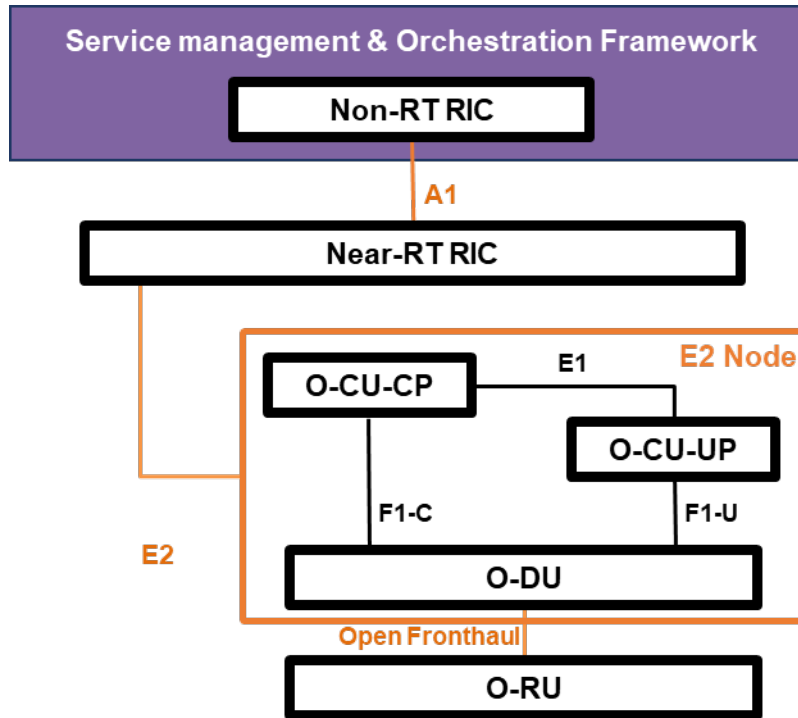 Service management & Orchestration Framework
Non-RT RIC
A1
Near-RT RIC
E2 Node
E1
O-CU-CP
O-CU-UP
F1-C
F1-U
E2
O-DU
Open Fronthaul
O-RU